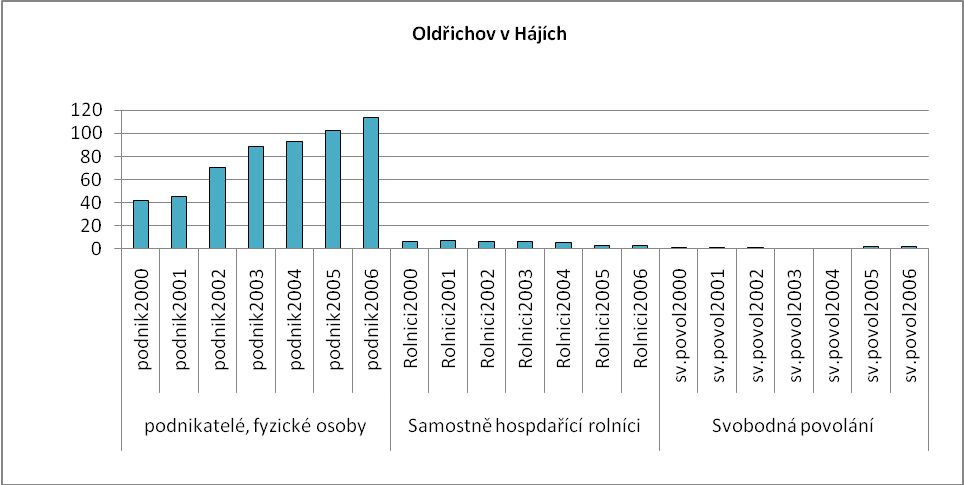 Oldřichov v Hájích
120
100
80
60
40
20
0
podnik2000
podnik2001
podnik2002
podnik2003
podnik2004
podnik2005
podnik2006
Rolnici2000
Rolnici2001
Rolnici2002
Rolnici2003
Rolnici2004
Rolnici2005
Rolnici2006
sv.povol2000
sv.povol2001
sv.povol2002
sv.povol2003
sv.povol2004
sv.povol2005
sv.povol2006
podnikatelé, fyzické osoby
Samostně hospdařící rolníci
Svobodná povolání